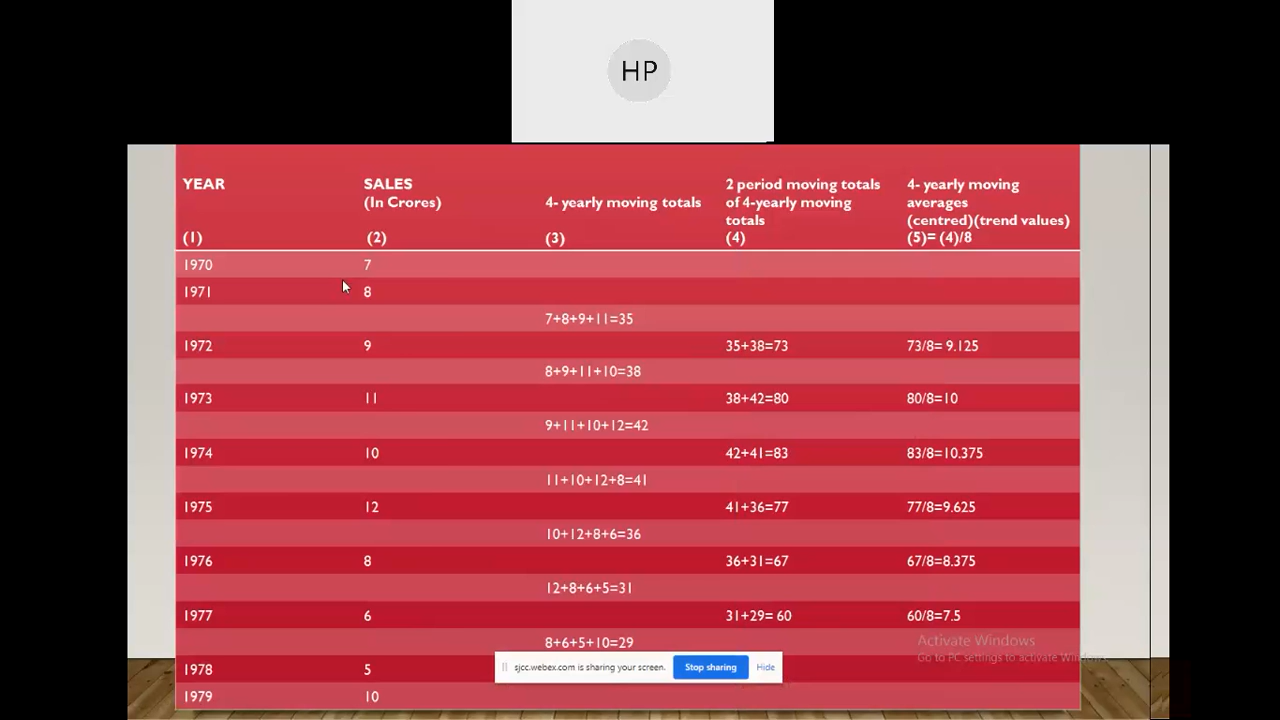 HP
YEAR SALES 2 period moving totals 4- yearly moving
(In Crores) 4- yearly moving totals of 4-yearly moving averages
totals (centred)(trend values)
(1) (2) (3) (4) (5)= (4)/8
1970 7
1971 8
7+8+9+11=35
1972 9 35+38=73 73/8= 9.125
8+9+11+10=38
1973 11 38+42=80 80/8=10
9+11+10+12=42
1974 10 42+41=83 83/8=10.375
11+10+12+8=41
1975 12 41+36=77 77/8=9.625
10+12+8+6=36
1976 8 36+31=67 67/8=8.375
12+8+6+5=31
1977 6 31+29= 60 60/8=7.5
8+6+5+10=29
Activate Windows
Go to PC settings to activate Windows.
sjcc.webex.com is sharing your screen. Stop sharing Hide
1978 5
1979 10